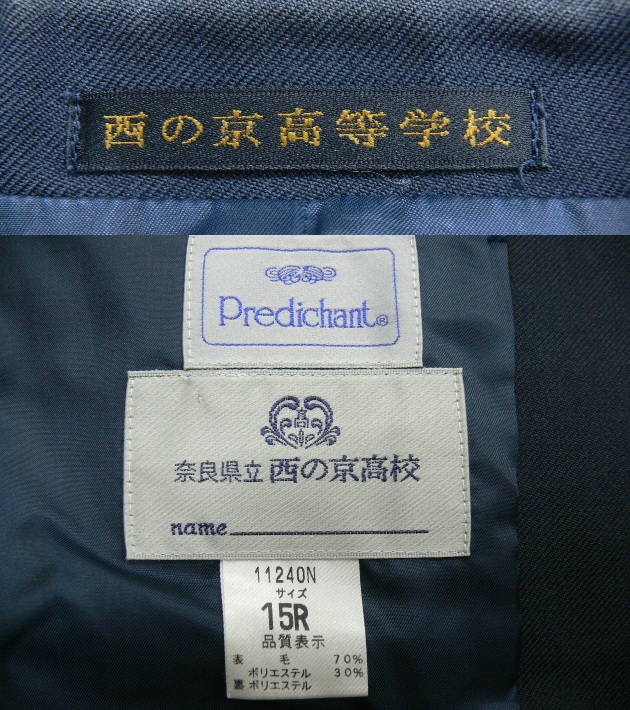 西の京高等学校
Predichant®
高
奈良県立 西の京高校
name
11240N
サイズ
15R
品質表示
表 毛 70%
ポリエステル 30%
裏 ポリエステル